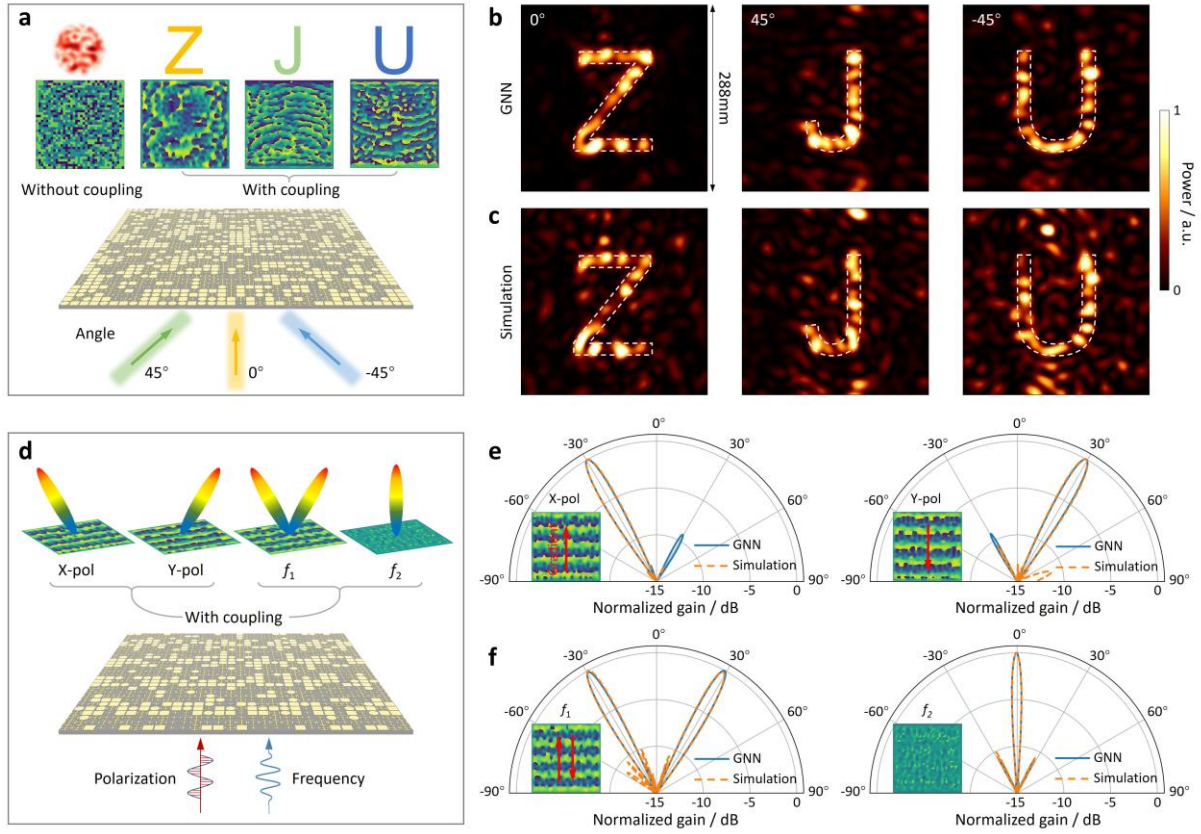 a
Z J U
Without coupling
With coupling
Angle
45°
0°
-45°
b
GNN
0°
45°
-45°
288mm
c
Simulation
1
Power / a.u.
0
d
X-pol
Y-pol
f1
f2
With coupling
Polarization
Frequency
e
0°
-30°
30°
-60°
60°
-90°
90°
X-pol
Gradient
GNN
Simulation
-15 -10 -5 0
Normalized gain / dB
0°
-30°
30°
-60°
60°
-90°
90°
Y-pol
GNN
Simulation
-15 -10 -5 0
Normalized gain / dB
f
0°
-30°
30°
-60°
60°
-90°
90°
f1
GNN
Simulation
-15 -10 -5 0
Normalized gain / dB
0°
-30°
30°
-60°
60°
-90°
90°
f2
GNN
Simulation
-15 -10 -5 0
Normalized gain / dB